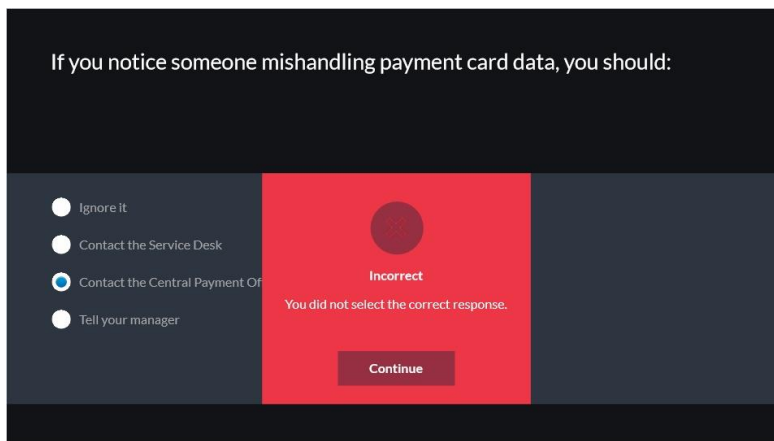 If you notice someone mishandling payment card data, you should:
Ignore it
Contact the Service Desk
Contact the Central Payment Of
Tell your manager
Incorrect
You did not select the correct response.
Continue